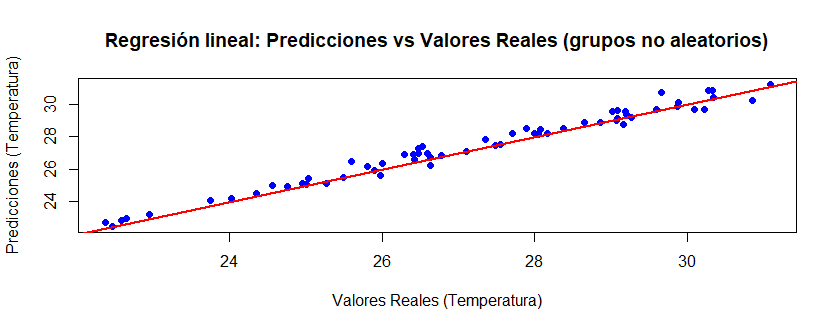 Regresión lineal: Predicciones vs Valores Reales (grupos no aleatorios)
Predicciones (Temperatura)
30
28
26
24
24 26 28 30
Valores Reales (Temperatura)